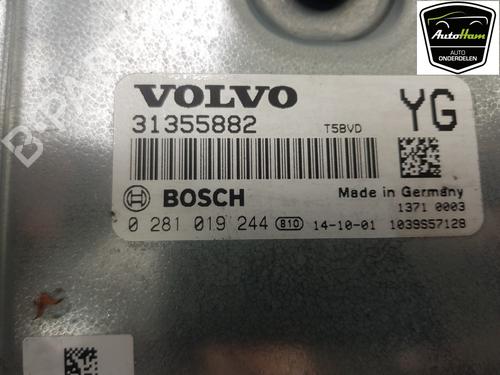 AutoHam
AUTO
ONDERDELEN
B-PARTS
VOLVO
YG
31355882
T5BVD
BOSCH
Made in Germany
1371 0003
0 281 019 244 810 14-10-01 1039S57128